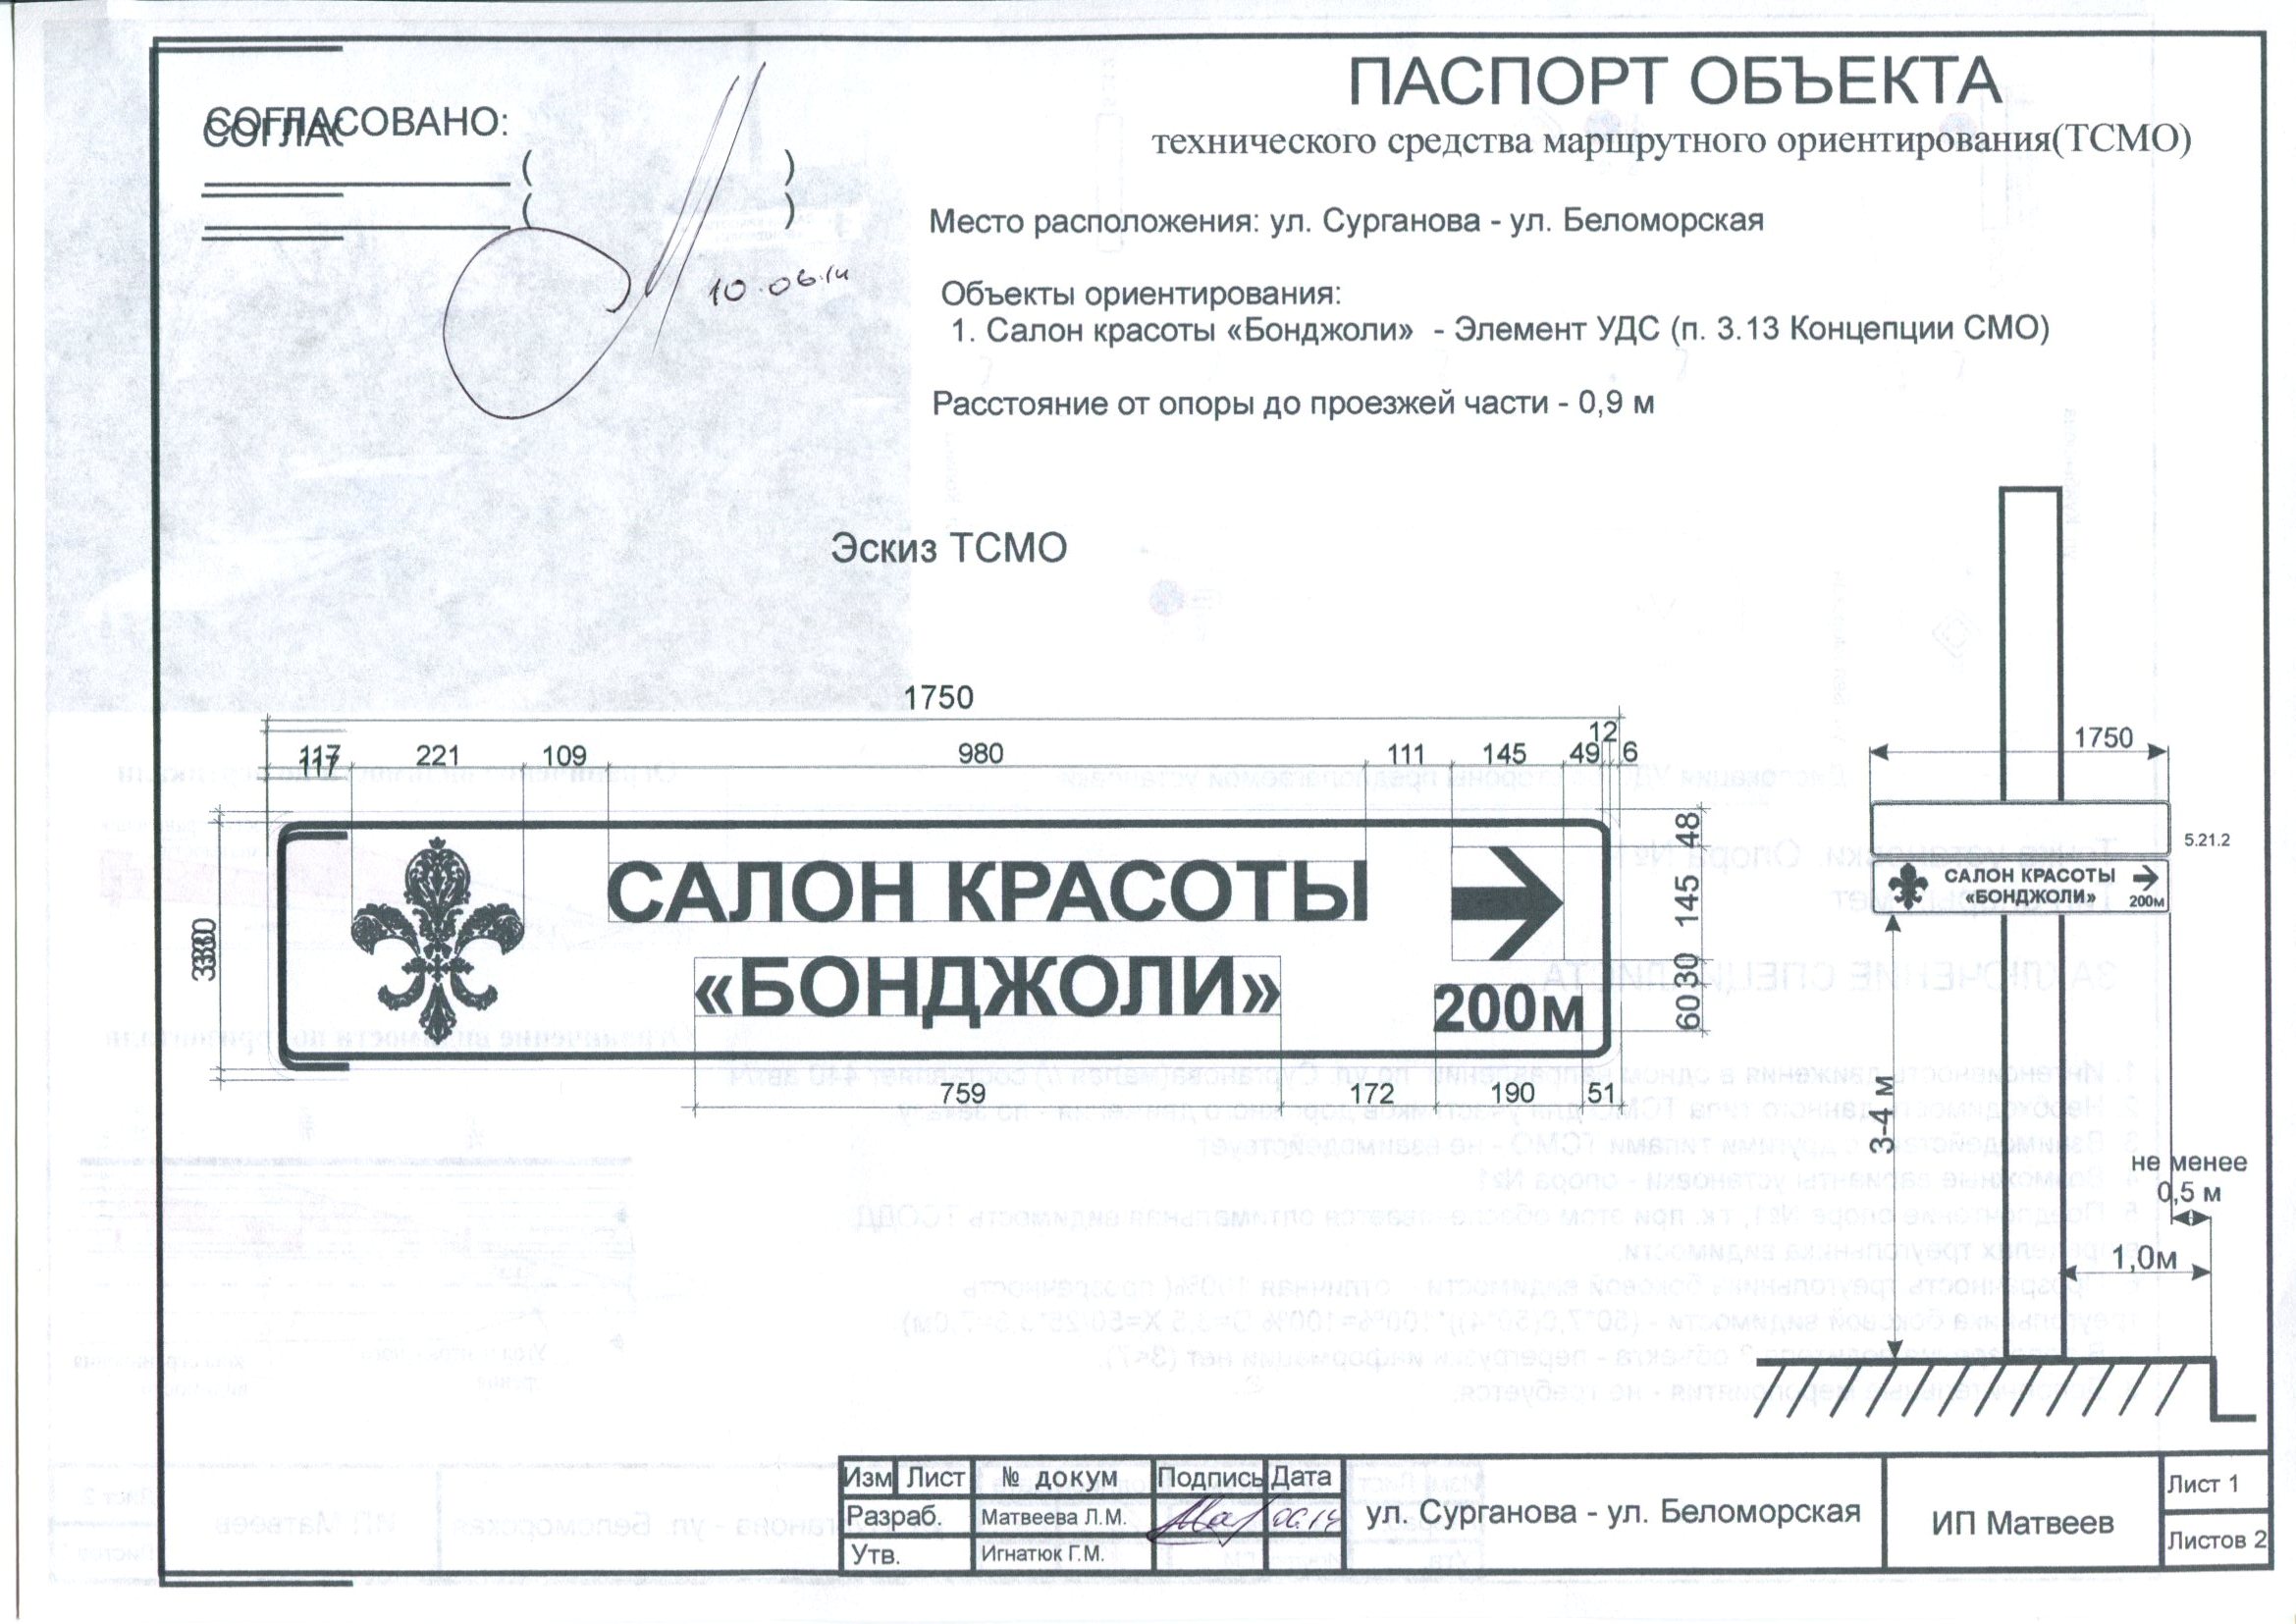 ПАСПОРТ ОБЪЕКТА
технического средства маршрутного ориентирования(ТСМО)
СОГЛАСОВАНО:
( )
( )
10.06.14
Место расположения: ул. Сурганова - ул. Беломорская
Объекты ориентирования:
1. Салон красоты «Бонджоли» - Элемент УДС (п. 3.13 Концепции СМО)
Расстояние от опоры до проезжей части - 0,9 м
Эскиз ТСМО
1750
117 221 109 980 111 145 49 12 6
330
САЛОН КРАСОТЫ
«БОНДЖОЛИ»
200м
48
145
30
60
759 172 190 51
1750
5.21.2
САЛОН КРАСОТЫ
«БОНДЖОЛИ»
200м
3-4 м
не менее
0,5 м
1,0м
Изм Лист № докум Подпись Дата
Разраб. Матвеева Л.М. 06.14
Утв. Игнатюк Г.М.
ул. Сурганова - ул. Беломорская
ИП Матвеев
Лист 1
Листов 2